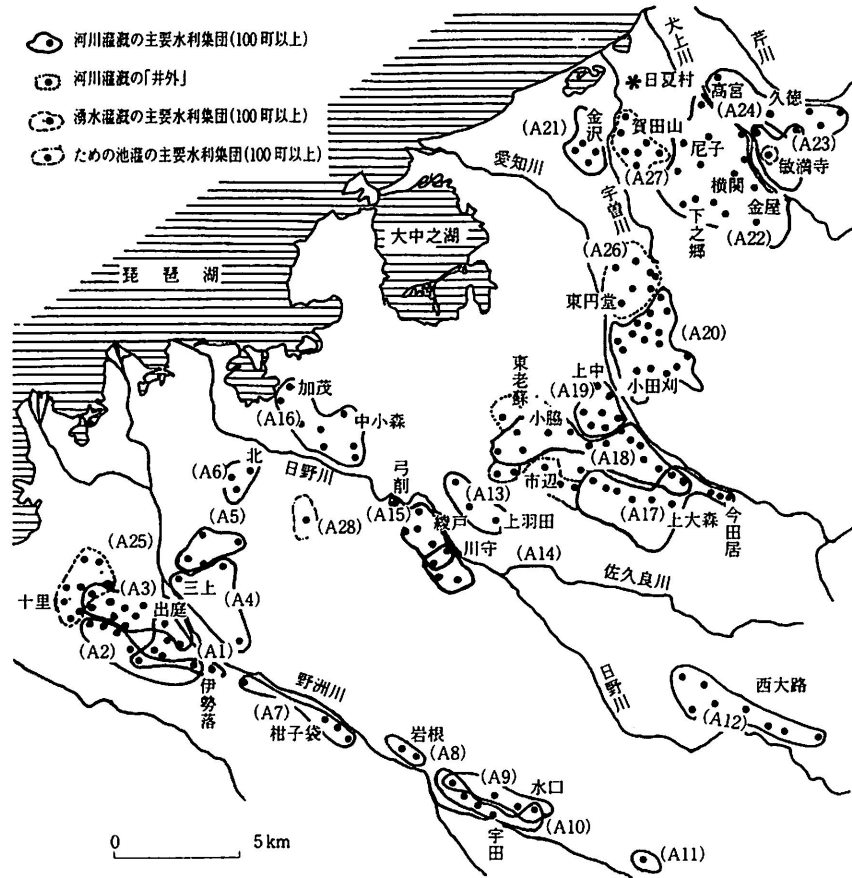 河川灌漑の主要水利集団(100町以上)
河川灌漑の「井外」
湧水灌漑の主要水利集団(100町以上)
ための池灌の主要水利集団(100町以上)
犬上川
芹川
日夏村
高宮
(A24)
久徳
(A23)
敏満寺
金沢
(A21)
賀田山
(A27)
尼子
横関
金屋
(A22)
下之郷
愛知川
宇曽川
大中之湖
琵琶湖
(A26)
東円堂
(A20)
小田刈
上中
(A19)
東老蘇
小脇
(A18)
市辺
(A17)
上大森
今田居
加茂
(A16)
中小森
日野川
北
(A6)
(A5)
(A28)
弓削
(A15)
綾戸
川守
(A13)
上羽田
(A14)
佐久良川
(A25)
十里
(A3)
出庭
三上
(A4)
(A2)
(A1)
伊勢落
野洲川
(A7)
柑子袋
岩根
(A8)
(A9)
水口
(A10)
宇田
(A11)
日野川
西大路
(A12)
0
5km